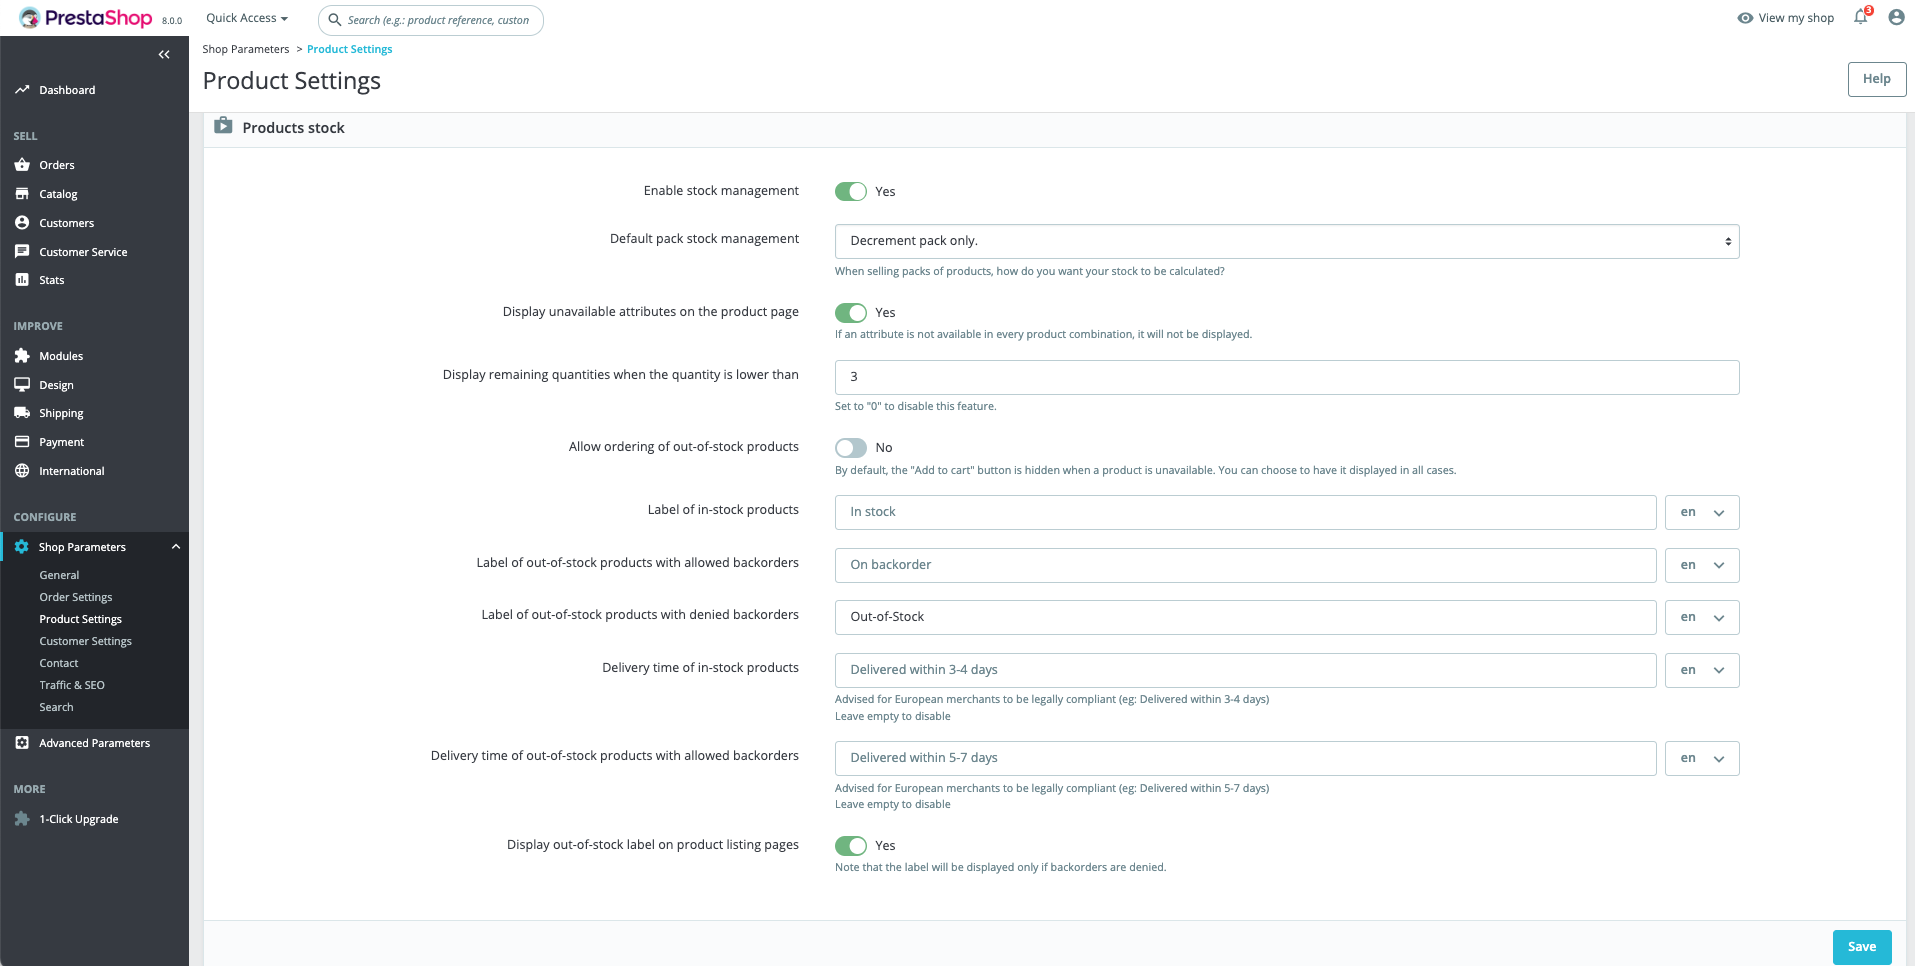 PrestaShop 8.0.0 Quick Access Search (e.g.: product reference, custon View my shop 3
Shop Parameters > Product Settings
Product Settings
Help
Dashboard
SELL
Orders
Catalog
Customers
Customer Service
Stats
IMPROVE
Modules
Design
Shipping
Payment
International
CONFIGURE
Shop Parameters
General
Order Settings
Product Settings
Customer Settings
Contact
Traffic & SEO
Search
Advanced Parameters
MORE
1-Click Upgrade
Products stock
Enable stock management Yes
Default pack stock management Decrement pack only.
When selling packs of products, how do you want your stock to be calculated?
Display unavailable attributes on the product page Yes
If an attribute is not available in every product combination, it will not be displayed.
Display remaining quantities when the quantity is lower than 3
Set to "0" to disable this feature.
Allow ordering of out-of-stock products No
By default, the "Add to cart" button is hidden when a product is unavailable. You can choose to have it displayed in all cases.
Label of in-stock products In stock en
Label of out-of-stock products with allowed backorders On backorder en
Label of out-of-stock products with denied backorders Out-of-Stock en
Delivery time of in-stock products Delivered within 3-4 days en
Advised for European merchants to be legally compliant (eg: Delivered within 3-4 days)
Leave empty to disable
Delivery time of out-of-stock products with allowed backorders Delivered within 5-7 days en
Advised for European merchants to be legally compliant (eg: Delivered within 5-7 days)
Leave empty to disable
Display out-of-stock label on product listing pages Yes
Note that the label will be displayed only if backorders are denied.
Save